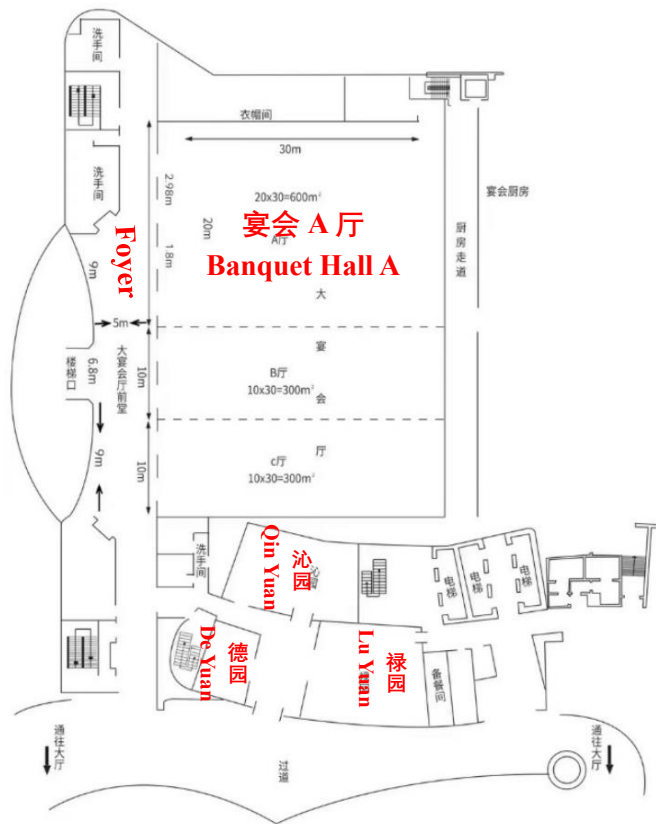 洗手间
衣帽间
30m
洗手间
2.98m
20x30=600m²
20m
宴会 A 厅
A厅
Banquet Hall A
宴会厨房
厨房走道
Foyer
1.8m
9m
大
5m
宴
楼梯口
6.8m
大宴会厅前堂
10m
B厅
10x30=300m²
会
厅
9m
10m
c厅
10x30=300m²
洗手间
Qin Yuan
沁园
电梯
电梯
电梯
De Yuan
德园
Lu Yuan
禄园
备餐间
通往大厅
过道
通往大厅